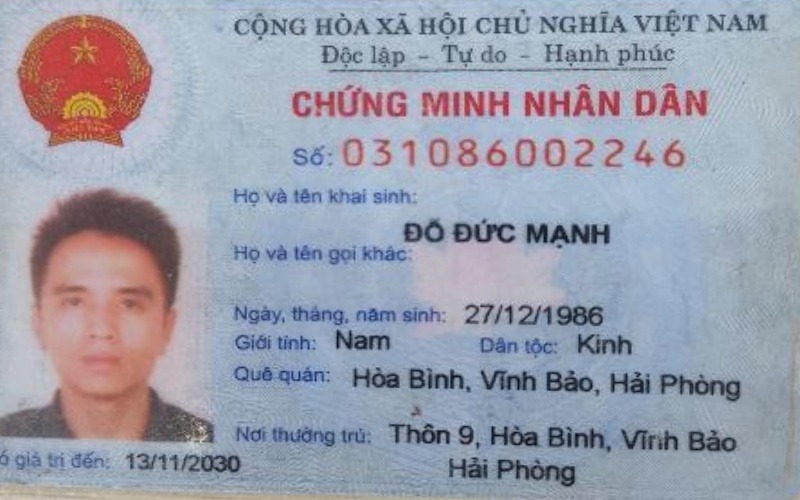 CỘNG HÒA XÃ HỘI CHỦ NGHĨA VIỆT NAM
Độc lập - Tự do - Hạnh phúc
CHỨNG MINH NHÂN DÂN
Số: 031086002246
Họ và tên khai sinh:
ĐỖ ĐỨC MẠNH
Họ và tên gọi khác:
Ngày, tháng, năm sinh: 27/12/1986
Giới tính: Nam Dân tộc: Kinh
Quê quán: Hòa Bình, Vĩnh Bảo, Hải Phòng
Nơi thường trú: Thôn 9, Hòa Bình, Vĩnh Bảo
Hải Phòng
ó giá trị đến: 13/11/2030